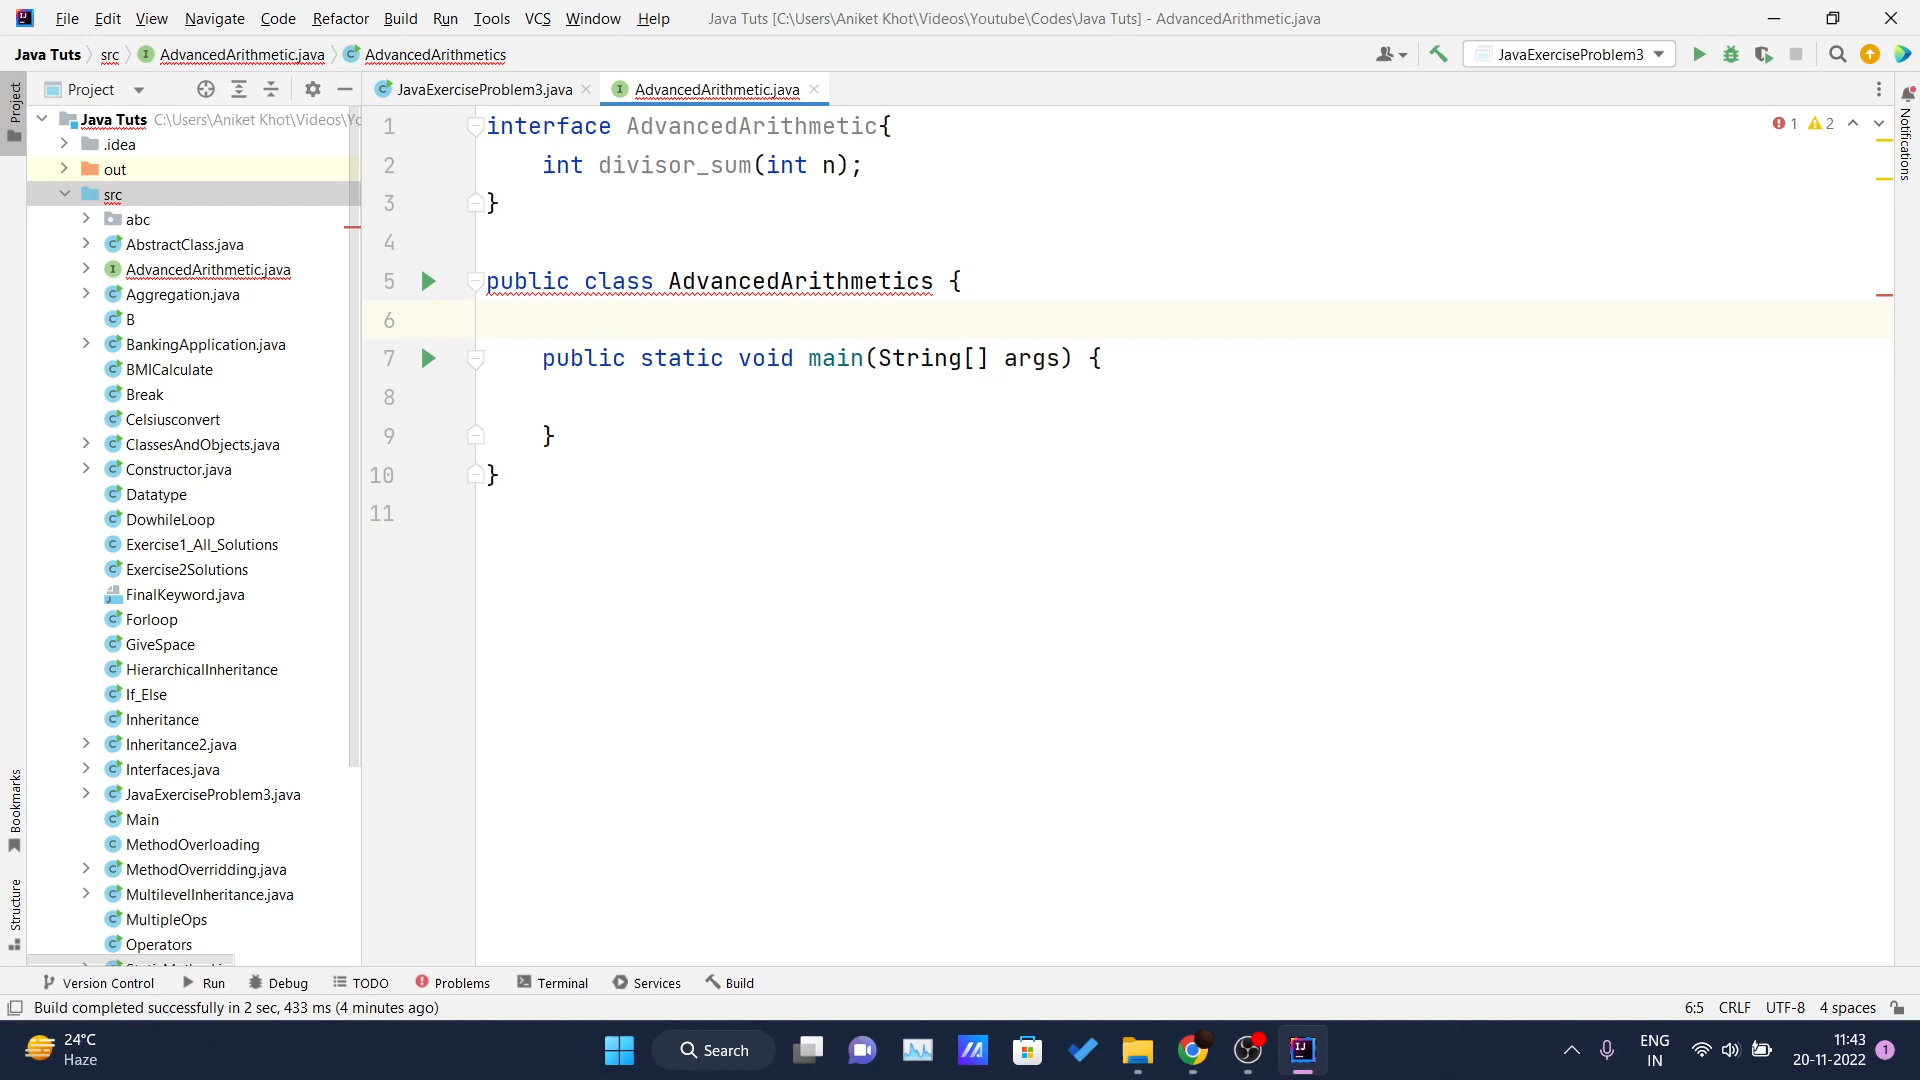 File Edit View Navigate Code Refactor Build Run Tools VCS Window Help Java Tuts [C:\Users\Aniket Khot\Videos\Youtube\Codes\Java Tuts] - AdvancedArithmetic.java
Java Tuts src AdvancedArithmetic.java AdvancedArithmetics JavaExerciseProblem3
Project JavaExerciseProblem3.java AdvancedArithmetic.java
Project
Java Tuts C:\Users\Aniket Khot\Videos\Yo
.idea
out
src
abc
AbstractClass.java
AdvancedArithmetic.java
Aggregation.java
B
BankingApplication.java
BMICalculate
Break
Celsiusconvert
ClassesAndObjects.java
Constructor.java
Datatype
DowhileLoop
Exercise1_All_Solutions
Exercise2Solutions
FinalKeyword.java
Forloop
GiveSpace
HierarchicalInheritance
If_Else
Inheritance
Inheritance2.java
Interfaces.java
JavaExerciseProblem3.java
Main
MethodOverloading
MethodOverridding.java
MultilevelInheritance.java
MultipleOps
Operators
Bookmarks
Structure
1 interface AdvancedArithmetic{
2 int divisor_sum(int n);
3 }
4
5 public class AdvancedArithmetics {
6
7 public static void main(String[] args) {
8
9 }
10 }
11
1 2
Notifications
Version Control Run Debug TODO Problems Terminal Services Build
Build completed successfully in 2 sec, 433 ms (4 minutes ago) 6:5 CRLF UTF-8 4 spaces
24°C
Haze
Search
ENG
IN
11:43
20-11-2022
1